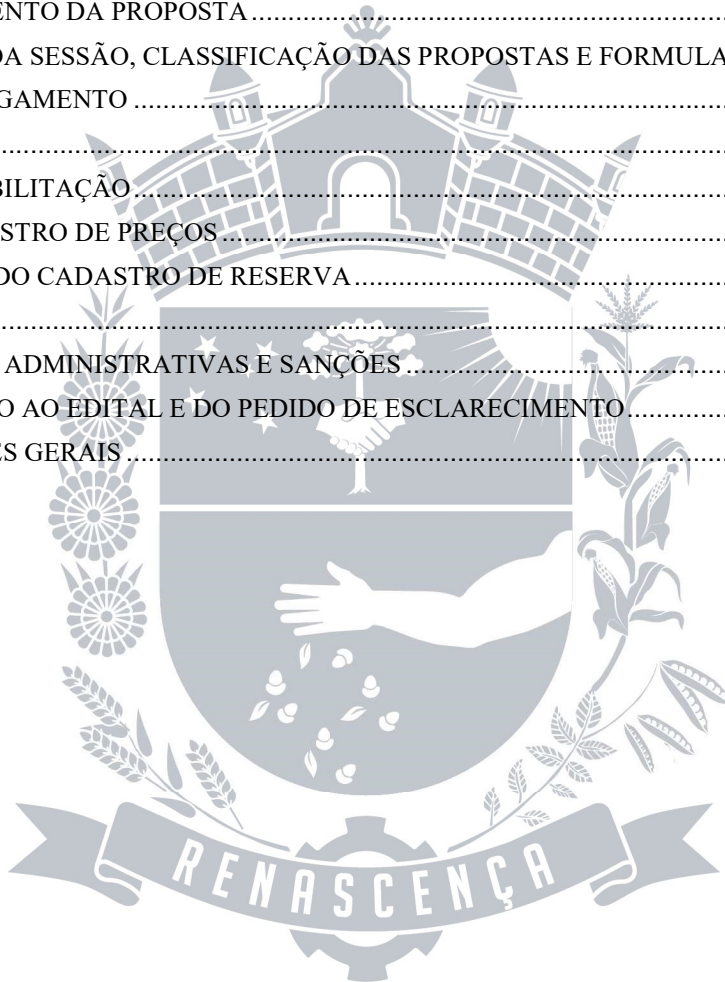 ENTO DA PROPOSTA
DA SESSÃO, CLASSIFICAÇÃO DAS PROPOSTAS E FORMULA
GAMENTO
BILITAÇÃO
STRO DE PREÇOS
DO CADASTRO DE RESERVA
ADMINISTRATIVAS E SANÇÕES
O AO EDITAL E DO PEDIDO DE ESCLARECIMENTO
ES GERAIS
RENASCENÇA